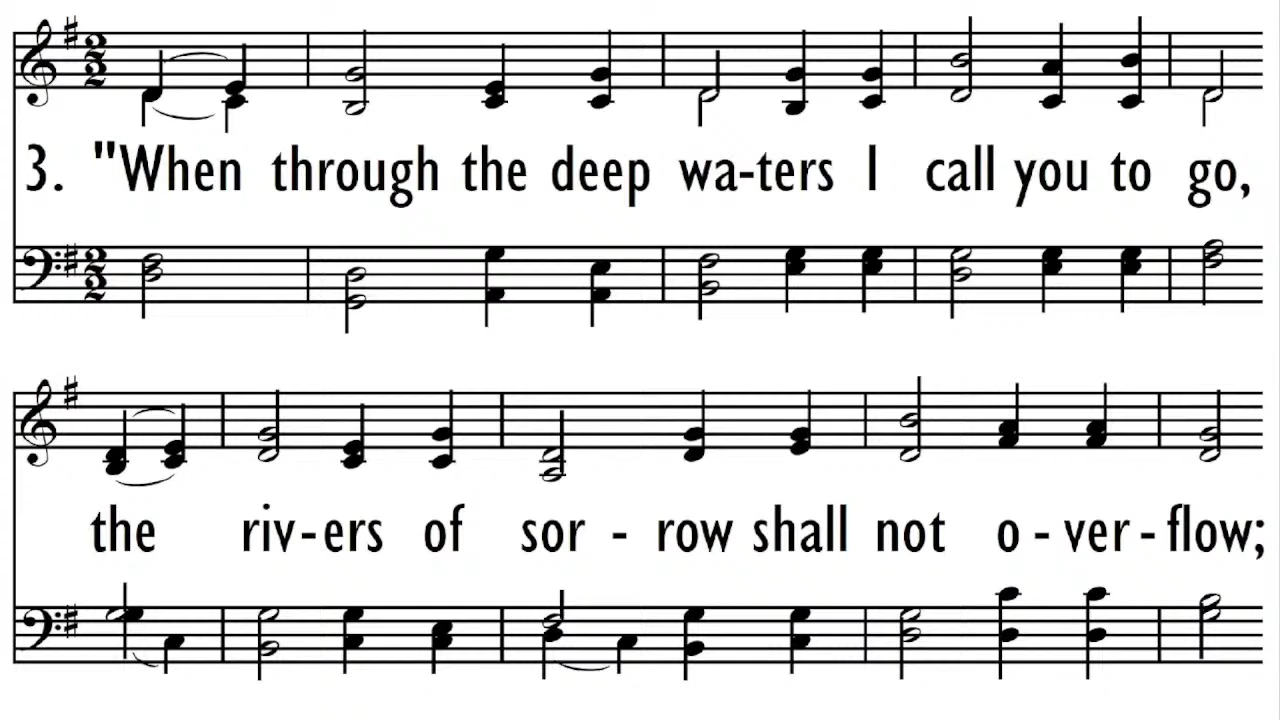 3. "When through the deep wa-ters I call you to go,
the riv-ers of sor - row shall not o - ver - flow;